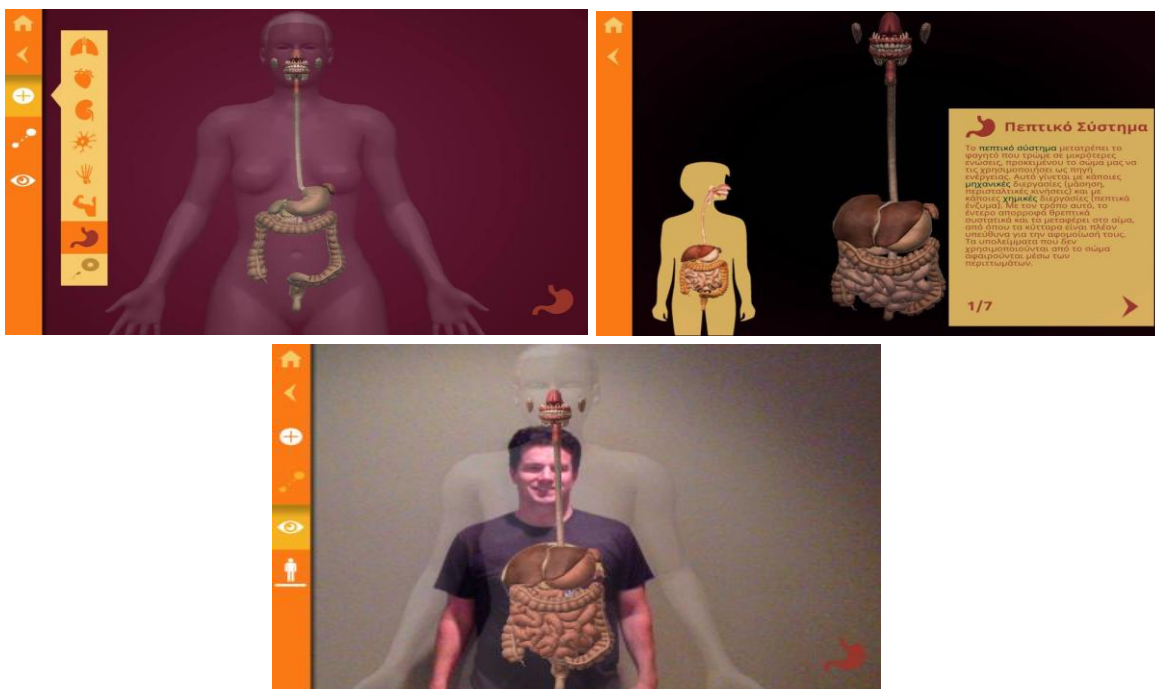 Πεπτικό Σύστημα
Το πεπτικό σύστημα μετατρέπει το
φαγητό που τρώμε σε μικρότερες
ενώσεις, προκειμένου το σώμα μας να
τις χρησιμοποιήσει ως πηγή
ενέργειας. Αυτό γίνεται με κάποιες
μηχανικές διεργασίες (μάσηση,
περισταλτικές κινήσεις) και με
κάποιες χημικές διεργασίες (πεπτικά
ένζυμα). Με τον τρόπο αυτό, το
έντερο απορροφά θρεπτικά
συστατικά και τα μεταφέρει στο αίμα,
από όπου τα κύτταρα είναι πλέον
υπεύθυνα για την αφομοίωσή τους.
Τα υπολείμματα που δεν
χρησιμοποιούνται από το σώμα
αφαιρούνται μέσω των
περιττωμάτων.
1/7